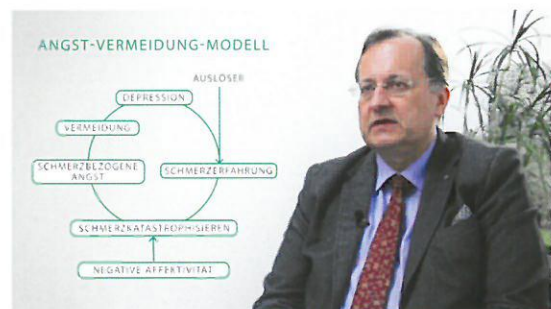 ANGST-VERMEIDUNG-MODELL
AUSLÖSER
DEPRESSION
VERMEIDUNG
SCHMERZBEZOGENE
ANGST
SCHMERZERFAHRUNG
SCHMERZKATASTROPHISIEREN
NEGATIVE AFFEKTIVITÄT